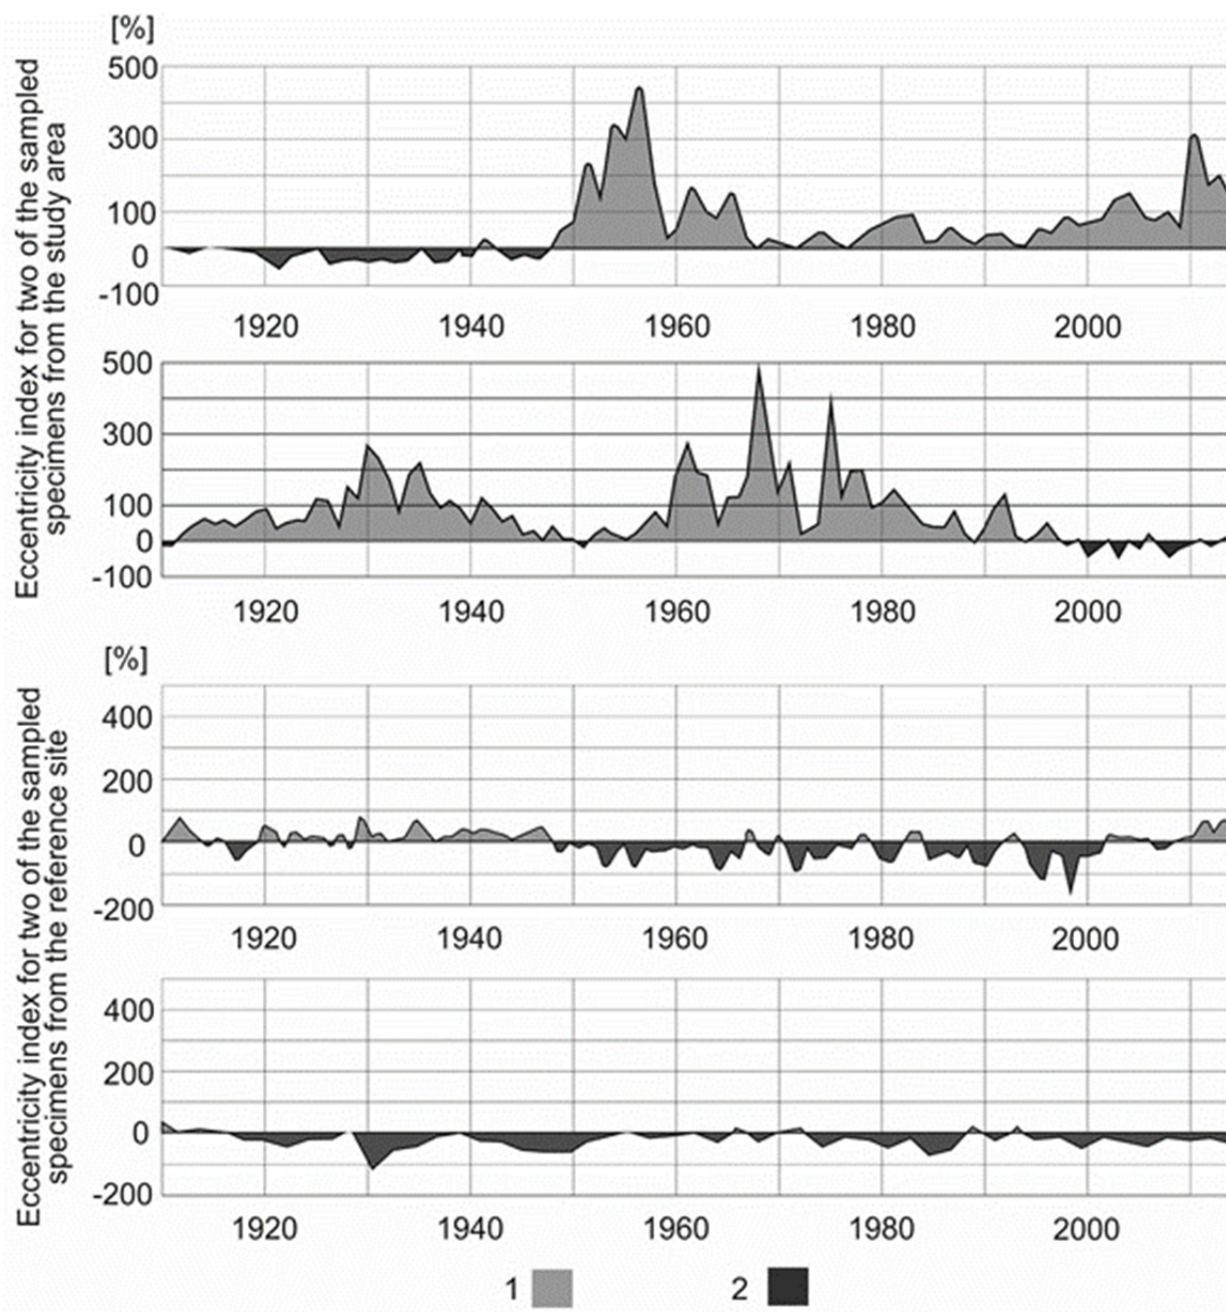 [%]
Eccentricity index for two of the sampled
specimens from the study area
500
300
100
0
-100
1920 1940 1960 1980 2000
500
300
100
0
-100
1920 1940 1960 1980 2000
[%]
Eccentricity index for two of the sampled
specimens from the reference site
400
200
0
-200
1920 1940 1960 1980 2000
400
200
0
-200
1920 1940 1960 1980 2000
1 2